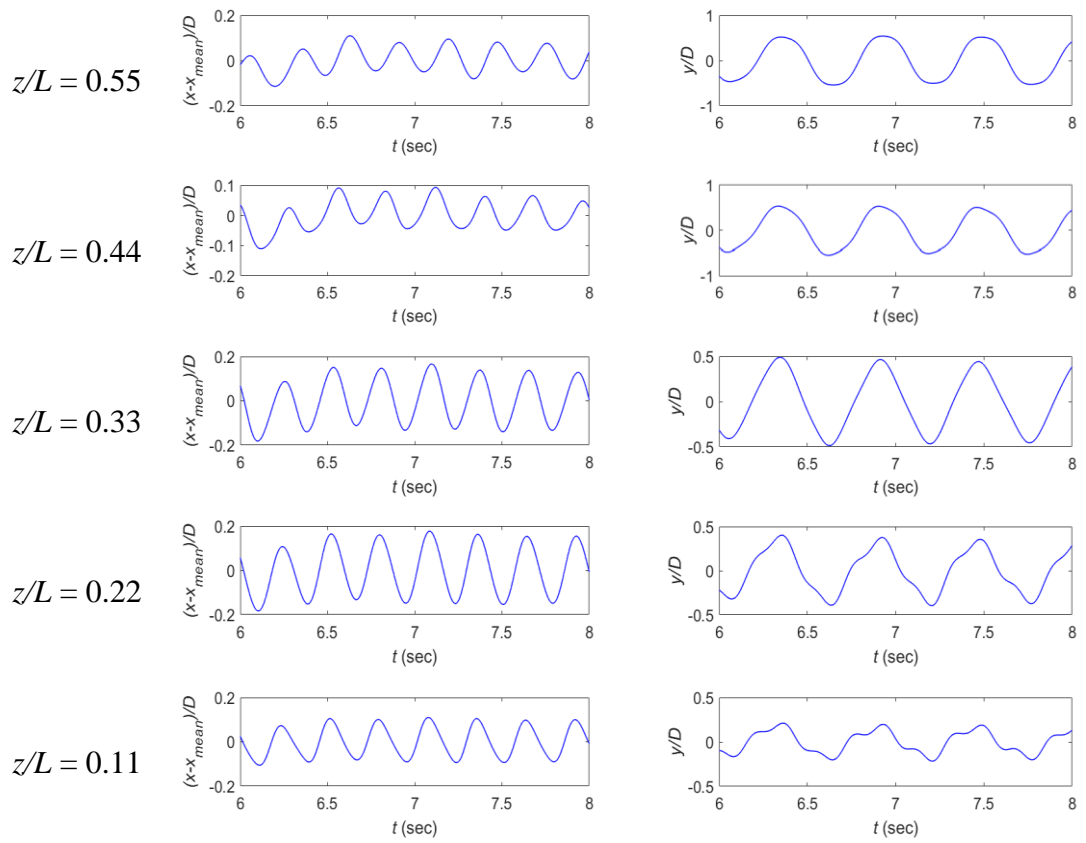 z/L = 0.55
(x-x_mean)/D
0.2
0
-0.2
6 6.5 7 7.5 8
t (sec)
y/D
1
0
-1
6 6.5 7 7.5 8
t (sec)
z/L = 0.44
(x-x_mean)/D
0.1
0
-0.1
-0.2
6 6.5 7 7.5 8
t (sec)
y/D
1
0
-1
6 6.5 7 7.5 8
t (sec)
z/L = 0.33
(x-x_mean)/D
0.2
0
-0.2
6 6.5 7 7.5 8
t (sec)
y/D
0.5
0
-0.5
6 6.5 7 7.5 8
t (sec)
z/L = 0.22
(x-x_mean)/D
0.2
0
-0.2
6 6.5 7 7.5 8
t (sec)
y/D
0.5
0
-0.5
6 6.5 7 7.5 8
t (sec)
z/L = 0.11
(x-x_mean)/D
0.2
0
-0.2
6 6.5 7 7.5 8
t (sec)
y/D
0.5
0
-0.5
6 6.5 7 7.5 8
t (sec)